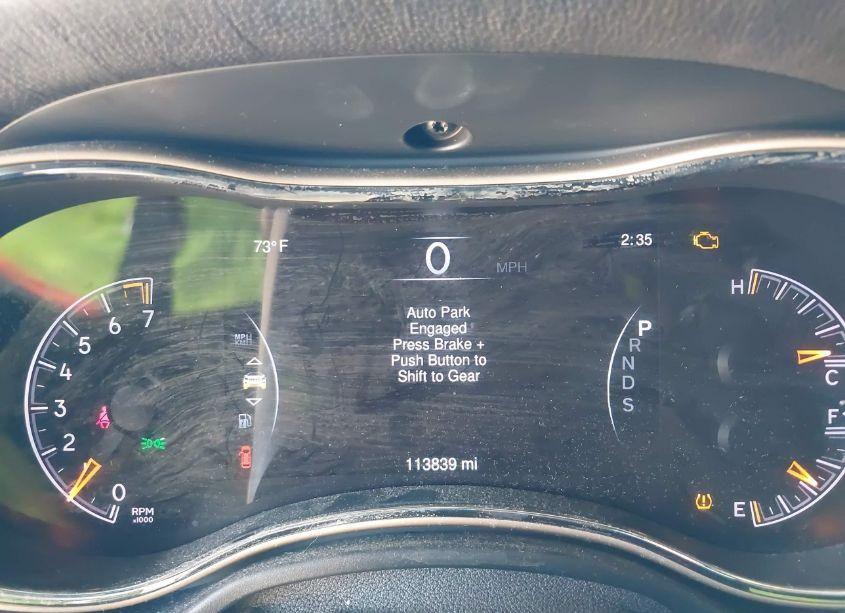 73°F
0
MPH
2:35
7
6
5
4
3
2
0
RPM
x1000
MPH
Auto Park
Engaged
Press Brake +
Push Button to
Shift to Gear
113839 mi
P
R
N
D
S
H
C
F
E